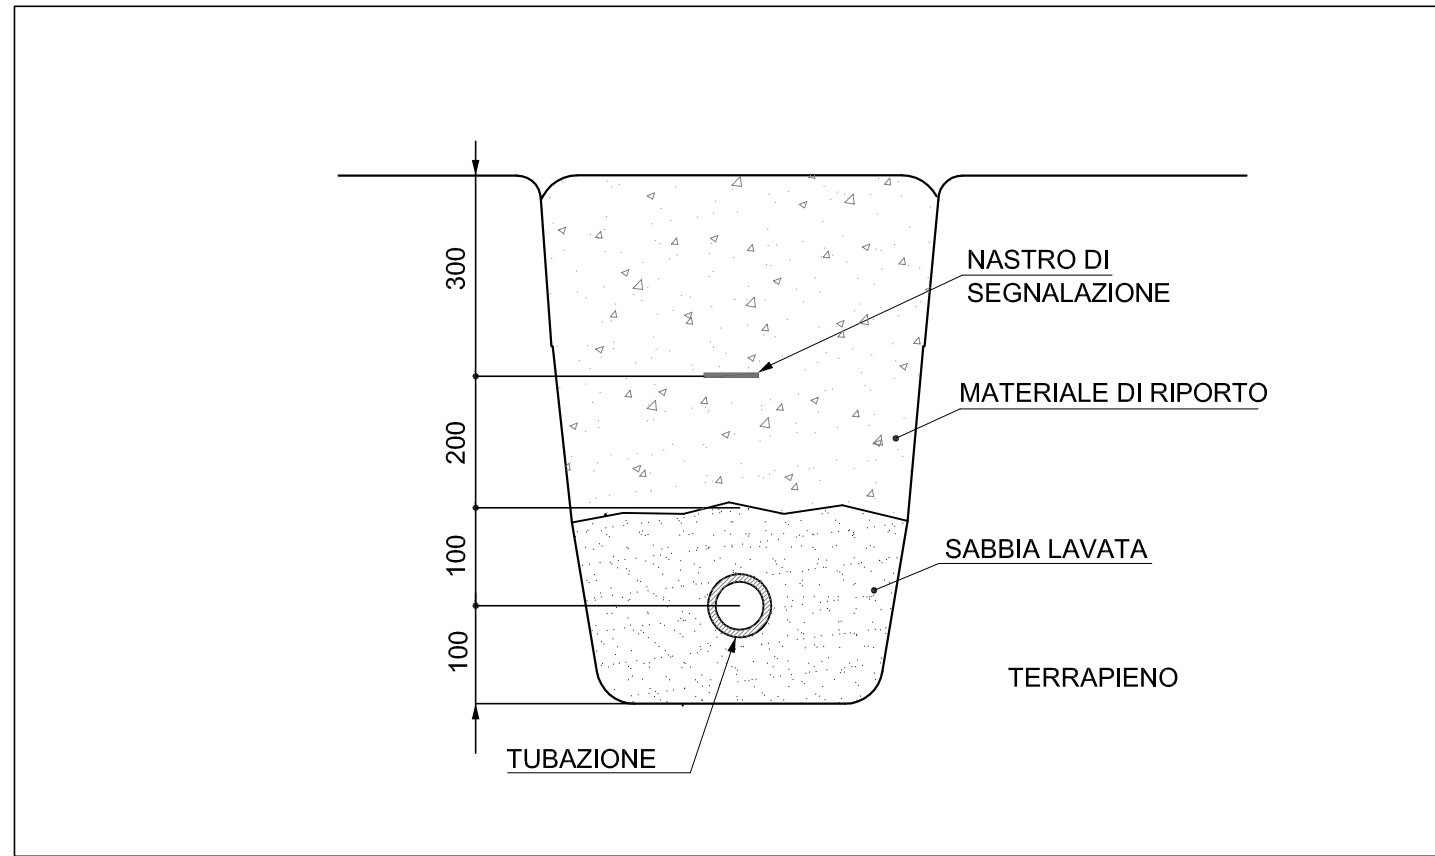 300
NASTRO DI
SEGNALAZIONE
MATERIALE DI RIPORTO
200
100
SABBIA LAVATA
100
TERRAPIENO
TUBAZIONE